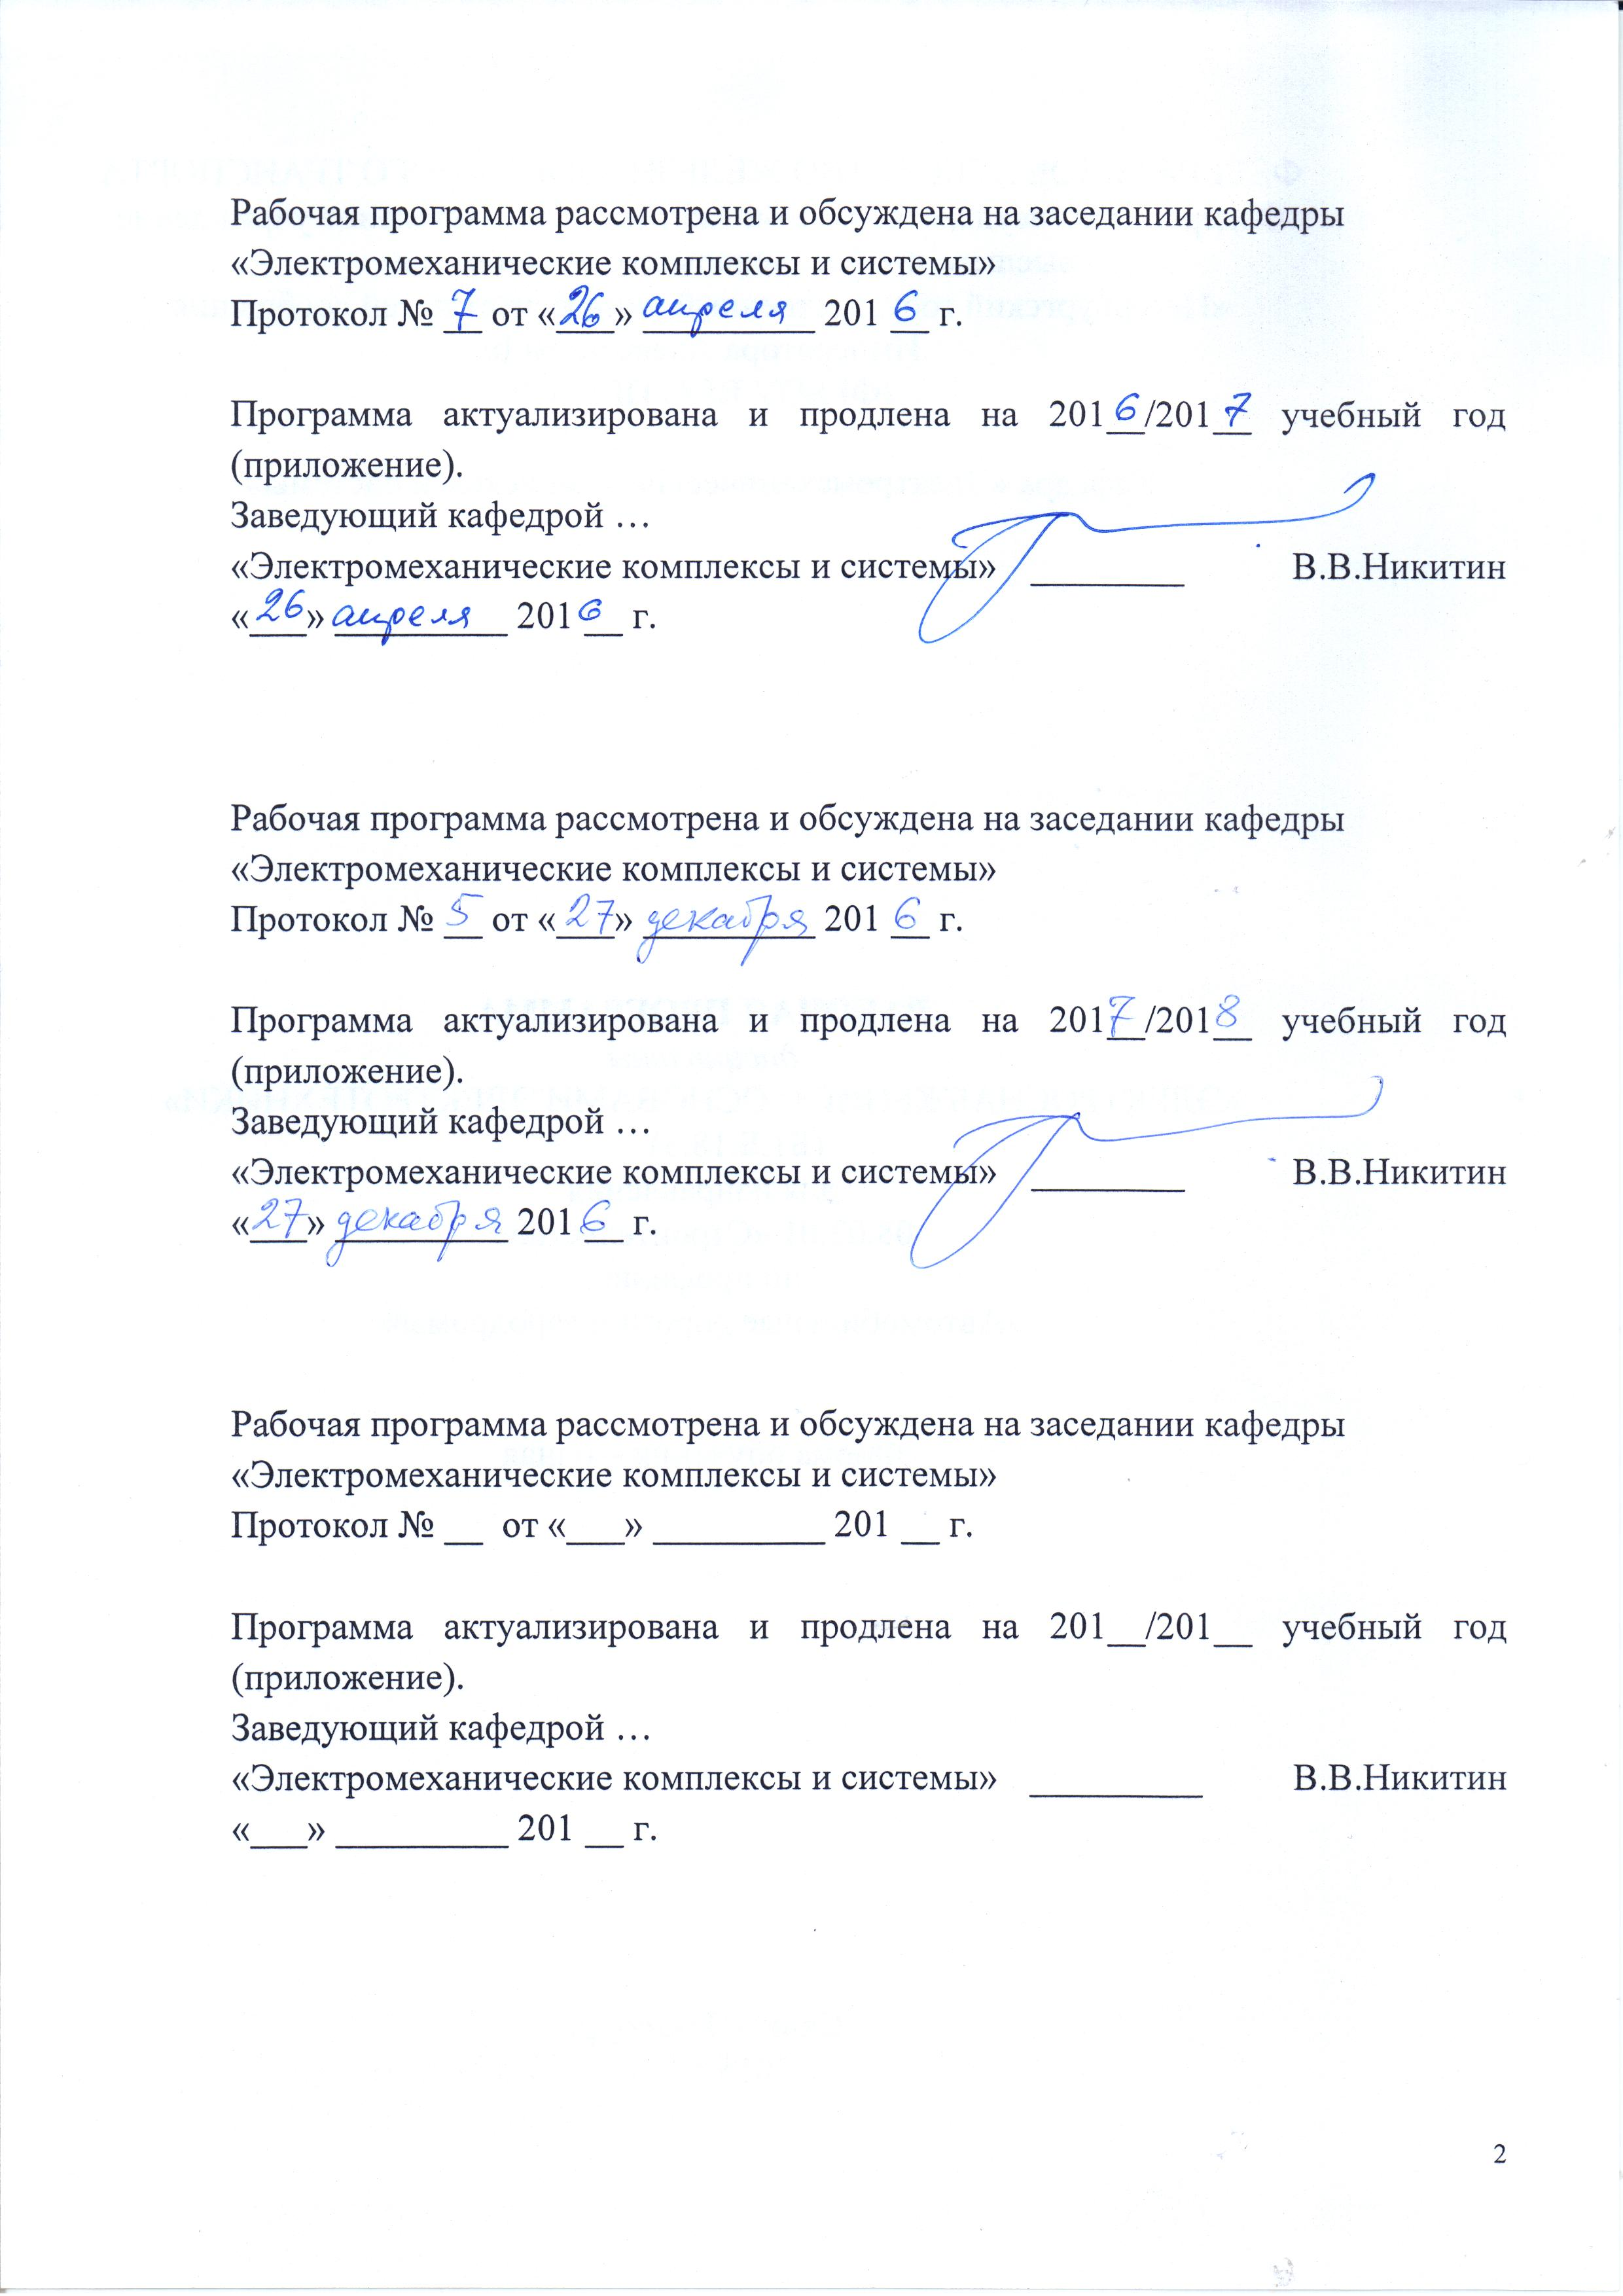 Рабочая программа рассмотрена и обсуждена на заседании кафедры
«Электромеханические комплексы и системы»
Протокол № 7 от «26» апреля 201 6 г.
Программа актуализирована и продлена на 2016/2017 учебный год
(приложение).
Заведующий кафедрой …
«Электромеханические комплексы и системы» ________ В.В.Никитин
«26» апреля 2016 г.
Рабочая программа рассмотрена и обсуждена на заседании кафедры
«Электромеханические комплексы и системы»
Протокол № 5 от «27» декабря 201 6 г.
Программа актуализирована и продлена на 2017/2018 учебный год
(приложение).
Заведующий кафедрой …
«Электромеханические комплексы и системы» ________ В.В.Никитин
«27» декабря 2016 г.
Рабочая программа рассмотрена и обсуждена на заседании кафедры
«Электромеханические комплексы и системы»
Протокол № __ от «___» _________ 201 __ г.
Программа актуализирована и продлена на 201__/201__ учебный год
(приложение).
Заведующий кафедрой …
«Электромеханические комплексы и системы» _________ В.В.Никитин
«___» _________ 201 __ г.
2